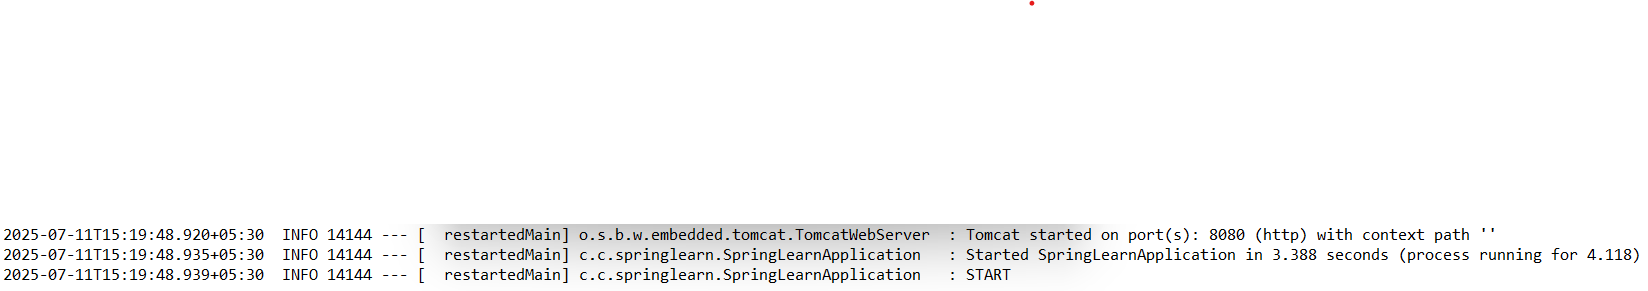 2025-07-11T15:19:48.920+05:30  INFO 14144 --- [  restartedMain] o.s.b.w.embedded.tomcat.TomcatWebServer  : Tomcat started on port(s): 8080 (http) with context path ''
2025-07-11T15:19:48.935+05:30  INFO 14144 --- [  restartedMain] c.c.springlearn.SpringLearnApplication   : Started SpringLearnApplication in 3.388 seconds (process running for 4.118)
2025-07-11T15:19:48.939+05:30  INFO 14144 --- [  restartedMain] c.c.springlearn.SpringLearnApplication   : START